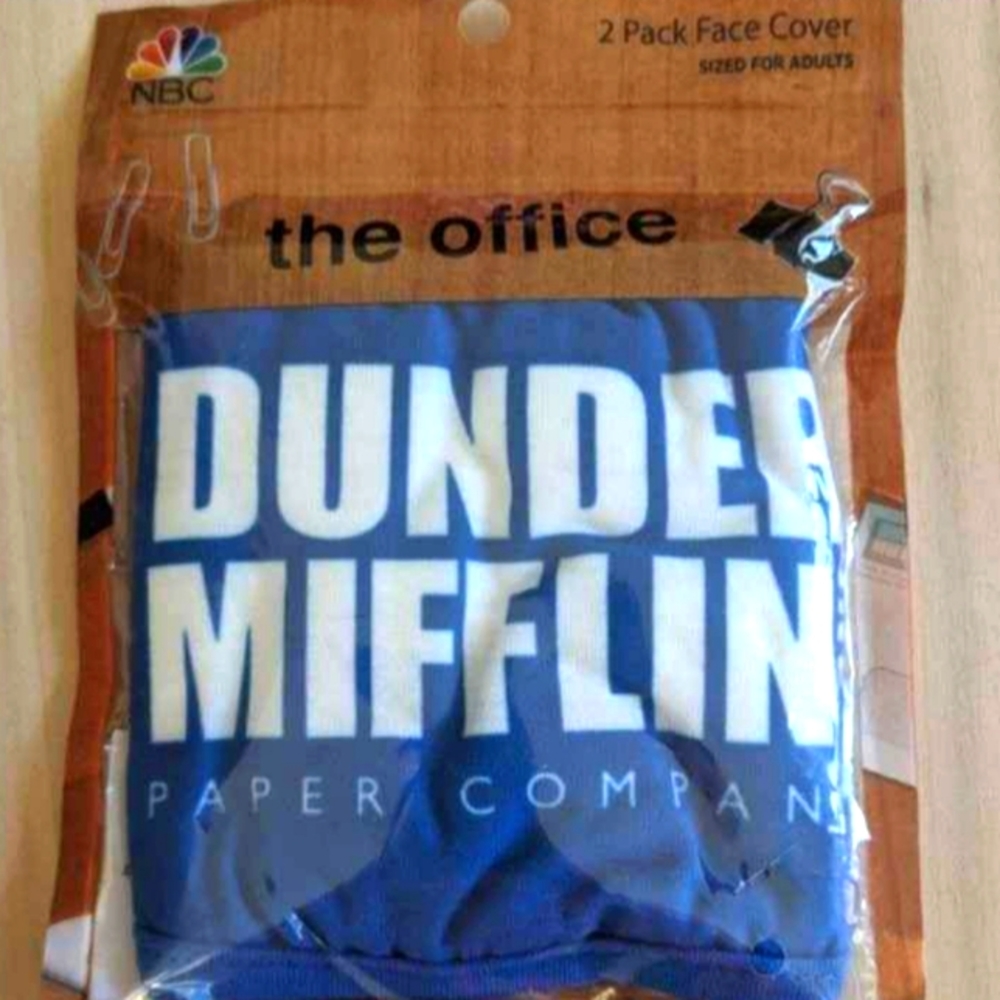 NBC
2 Pack Face Cover
SIZED FOR ADULTS
the office
DUNDER
MIFFLIN
PAPER COMPAN